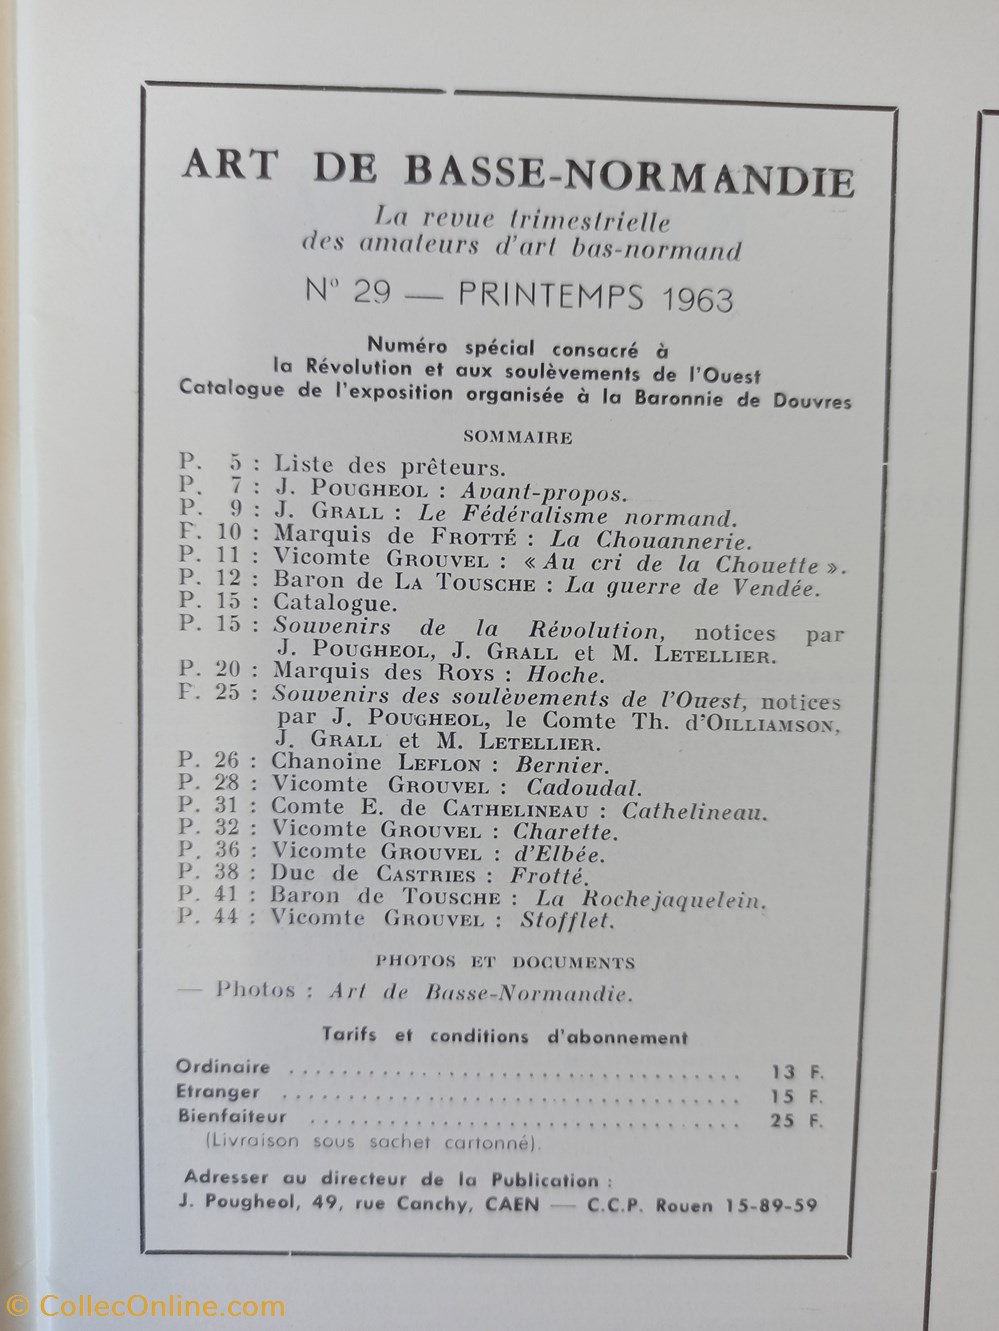 ART DE BASSE-NORMANDIE
La revue trimestrielle
des amateurs d'art bas-normand
N° 29 — PRINTEMPS 1963
Numéro spécial consacré à
la Révolution et aux soulèvements de l'Ouest
Catalogue de l'exposition organisée à la Baronnie de Douvres
SOMMAIRE
P. 5 : Liste des prêteurs.
P. 7 : J. POUGHEOL : Avant-propos.
P. 9 : J. GRALL : Le Fédéralisme normand.
P. 10 : Marquis de FROTTÉ : La Chouannerie.
P. 11 : Vicomte GROUVEL : « Au cri de la Chouette ».
P. 12 : Baron de LA TOUSCHE : La guerre de Vendée.
P. 15 : Catalogue.
P. 15 : Souvenirs de la Révolution, notices par
J. POUGHEOL, J. GRALL et M. LETELLIER.
P. 20 : Marquis des ROYS : Hoche.
P. 25 : Souvenirs des soulèvements de l'Ouest, notices
par J. POUGHEOL, le Comte Th. d'OILLIAMSON,
J. GRALL et M. LETELLIER.
P. 26 : Chanoine LEFLON : Bernier.
P. 28 : Vicomte GROUVEL : Cadoudal.
P. 31 : Comte E. de CATHELINEAU : Cathelineau.
P. 32 : Vicomte GROUVEL : Charette.
P. 36 : Vicomte GROUVEL : d'Elbée.
P. 38 : Duc de CASTRIES : Frotté.
P. 41 : Baron de TOUSCHE : La Rochejaquelein.
P. 44 : Vicomte GROUVEL : Stofflet.
PHOTOS ET DOCUMENTS
— Photos : Art de Basse-Normandie.
Tarifs et conditions d'abonnement
Ordinaire . . . . . . . . . . . . . . . . . . . . 13 F.
Etranger . . . . . . . . . . . . . . . . . . . . 15 F.
Bienfaiteur . . . . . . . . . . . . . . . . . . . . 25 F.
(Livraison sous sachet cartonné).
Adresser au directeur de la Publication :
J. Pougheol, 49, rue Canchy, CAEN — C.C.P. Rouen 15-89-59
© CollecOnline.com